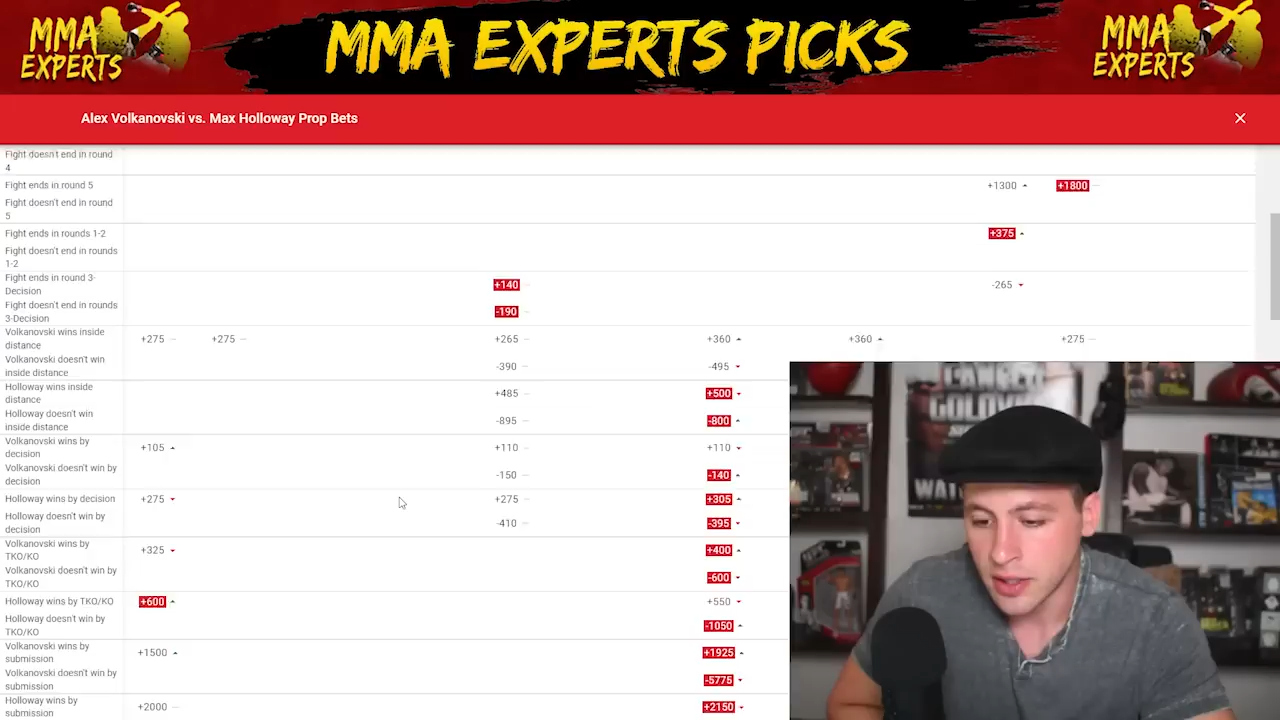 MMA
EXPERTS
MMA EXPERTS PICKS
MMA
EXPERTS
Alex Volkanovski vs. Max Holloway Prop Bets
Fight doesn't end in round
4
Fight ends in round 5 +1300 +1800
Fight doesn't end in round
5
Fight ends in rounds 1-2 +375
Fight doesn't end in rounds
1-2
Fight ends in round 3-
Decision +140 -265
Fight doesn't end in rounds
3-Decision -190
Volkanovski wins inside
distance +275 +275 +265 +360 +360 +275
Volkanovski doesn't win
inside distance -390 -495
Holloway wins inside
distance +485 +500
Holloway doesn't win
inside distance -895 -800
Volkanovski wins by
decision +105 +110 +110
Volkanovski doesn't win by
decision -150 -140
Holloway wins by decision +275 +275 +305
Holloway doesn't win by
decision -410 -395
Volkanovski wins by
TKO/KO +325 +400
Volkanovski doesn't win by
TKO/KO -600
Holloway wins by TKO/KO +600 +550
Holloway doesn't win by
TKO/KO -1050
Volkanovski wins by
submission +1500 +1925
Volkanovski doesn't win by
submission -5775
Holloway wins by
submission +2000 +2150